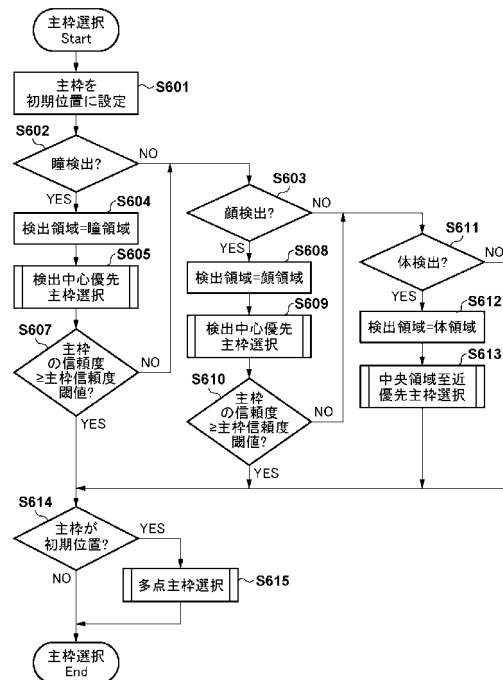 主枠選択
Start
主枠を
初期位置に設定
S601
S602
瞳検出?
NO
YES
S604
検出領域=瞳領域
S605
検出中心優先
主枠選択
S607
主枠
の信頼度
≥主枠信頼度
閾値?
NO
YES
S603
顔検出?
NO
YES
S608
検出領域=顔領域
S609
検出中心優先
主枠選択
S610
主枠
の信頼度
≥主枠信頼度
閾値?
NO
YES
S611
体検出?
NO
YES
S612
検出領域=体領域
S613
中央領域至近
優先主枠選択
S614
主枠が
初期位置?
YES
NO
S615
多点主枠選択
主枠選択
End